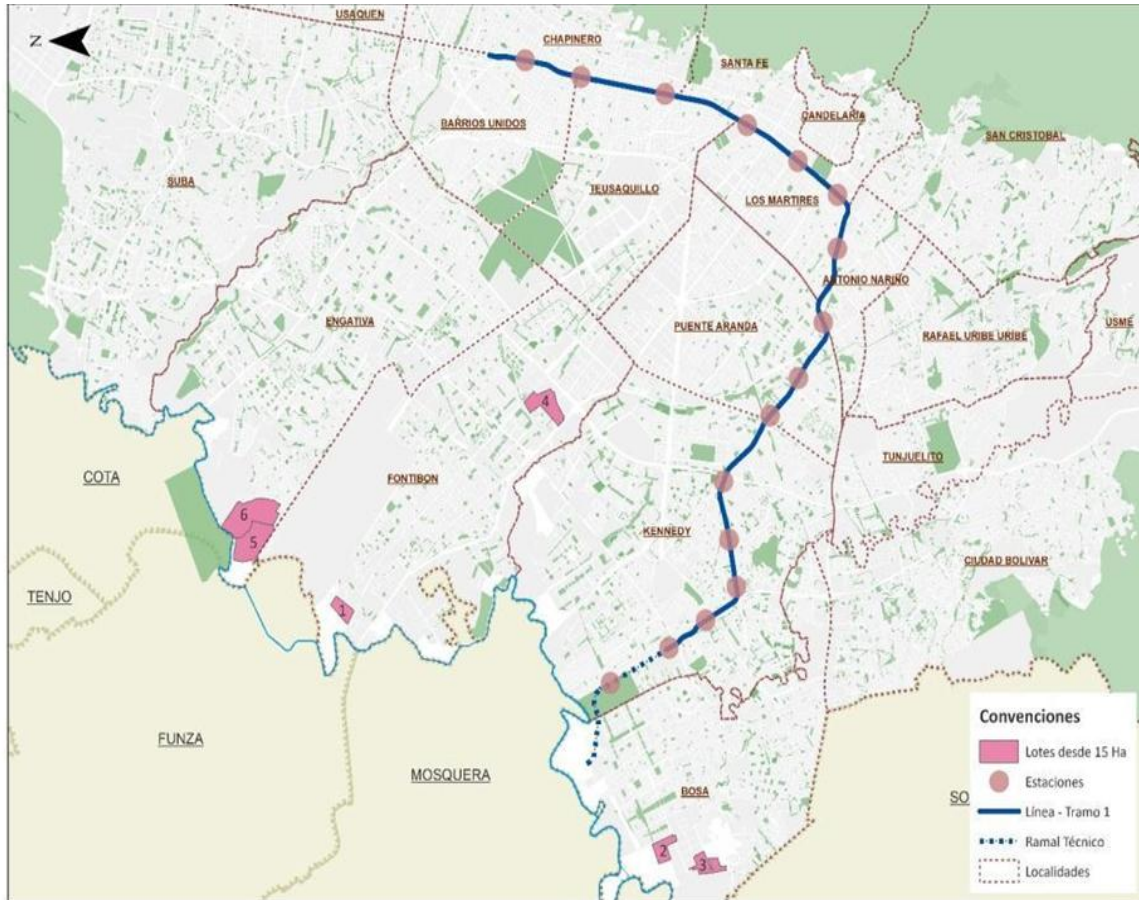 USAQUEN
N
CHAPINERO
SANTA FE
CANDELARIA
BARRIOS UNIDOS
SAN CRISTOBAL
SUBA
TEUSAQUILLO
LOS MARTIRES
ANTONIO NARIÑO
ENGATIVA
PUENTE ARANDA
RAFAEL URIBE URIBE
USME
4
COTA
FONTIBON
TUNJUELITO
6
5
KENNEDY
CIUDAD BOLIVAR
TENJO
1
FUNZA
MOSQUERA
BOSA
SO
2
3
Convenciones
Lotes desde 15 Ha
Estaciones
Línea - Tramo 1
Ramal Técnico
Localidades